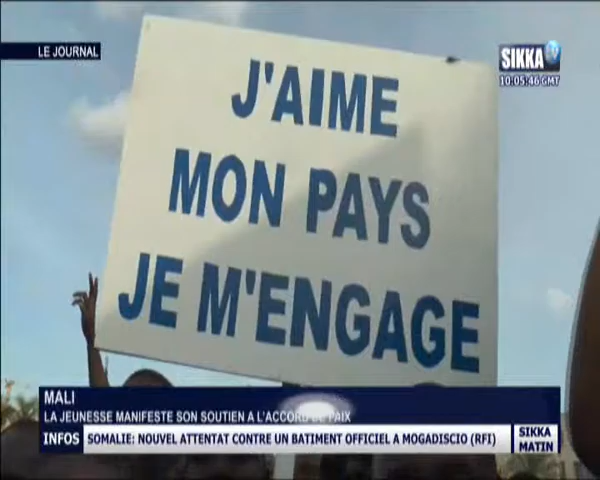 LE JOURNAL
SIKKA TV
10:05:46 GMT
J'AIME
MON PAYS
JE M'ENGAGE
MALI
LA JEUNESSE MANIFESTE SON SOUTIEN A L'ACCORD DE PAIX
INFOS SOMALIE: NOUVEL ATTENTAT CONTRE UN BATIMENT OFFICIEL A MOGADISCIO (RFI)
SIKKA
MATIN